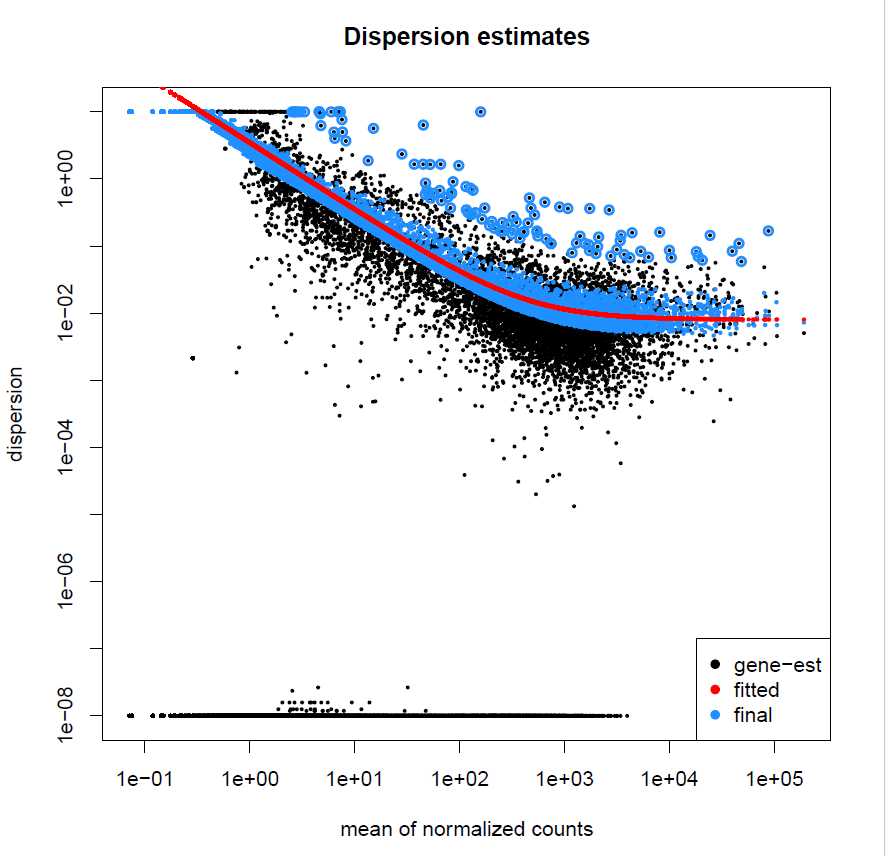 Dispersion estimates
dispersion
1e+00
1e−02
1e−04
1e−06
1e−08
gene−est
fitted
final
1e−01 1e+00 1e+01 1e+02 1e+03 1e+04 1e+05
mean of normalized counts